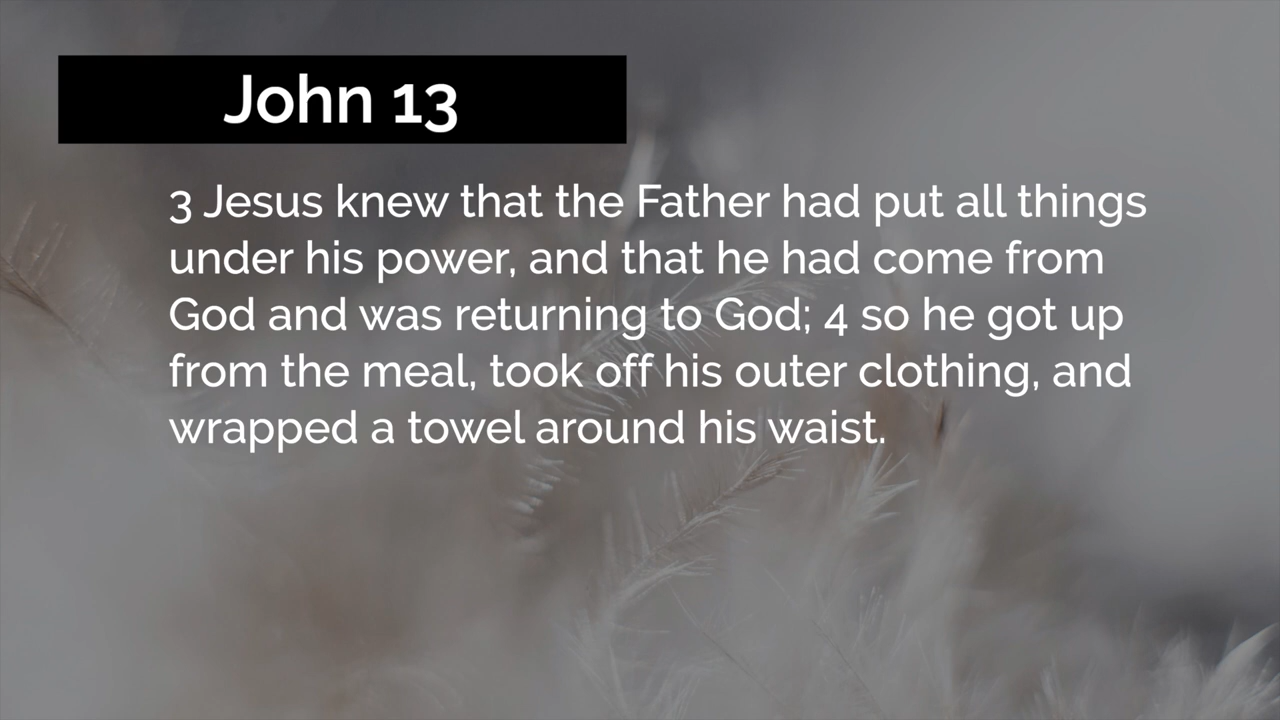 John 13
3 Jesus knew that the Father had put all things
under his power, and that he had come from
God and was returning to God; 4 so he got up
from the meal, took off his outer clothing, and
wrapped a towel around his waist.